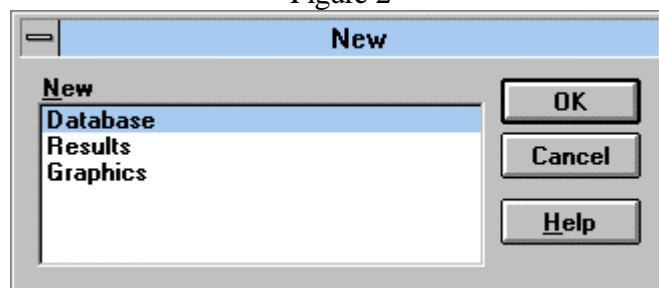 Figure 2
New
New
Database
Results
Graphics
OK
Cancel
Help